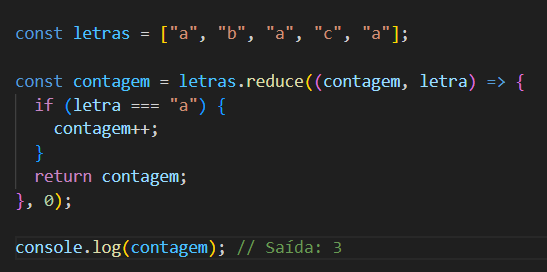 const letras = ["a", "b", "a", "c", "a"];
const contagem = letras.reduce((contagem, letra) => {
  if (letra === "a") {
    contagem++;
  }
  return contagem;
}, 0);
console.log(contagem); // Saída: 3